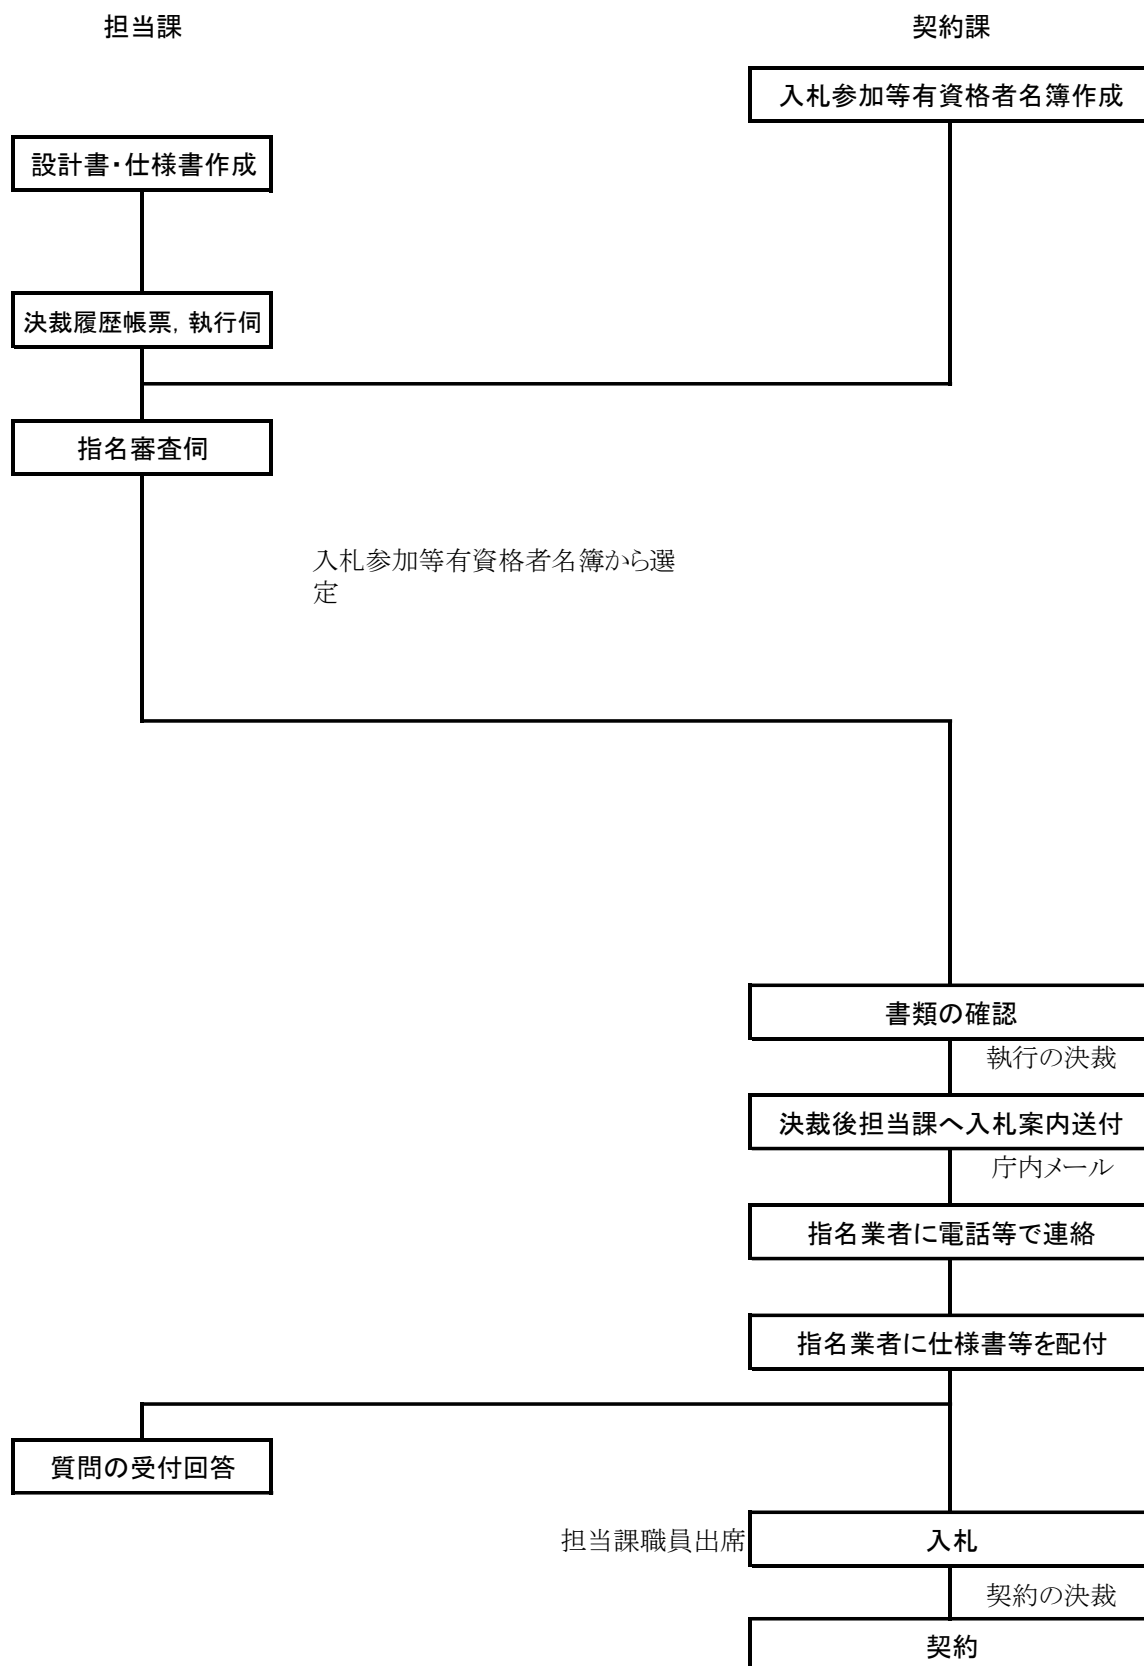 担当課
契約課
入札参加等有資格者名簿作成
設計書・仕様書作成
決裁履歴帳票, 執行伺
指名審査伺
入札参加等有資格者名簿から選
定
書類の確認
執行の決裁
決裁後担当課へ入札案内送付
庁内メール
指名業者に電話等で連絡
指名業者に仕様書等を配付
質問の受付回答
担当課職員出席
入札
契約の決裁
契約